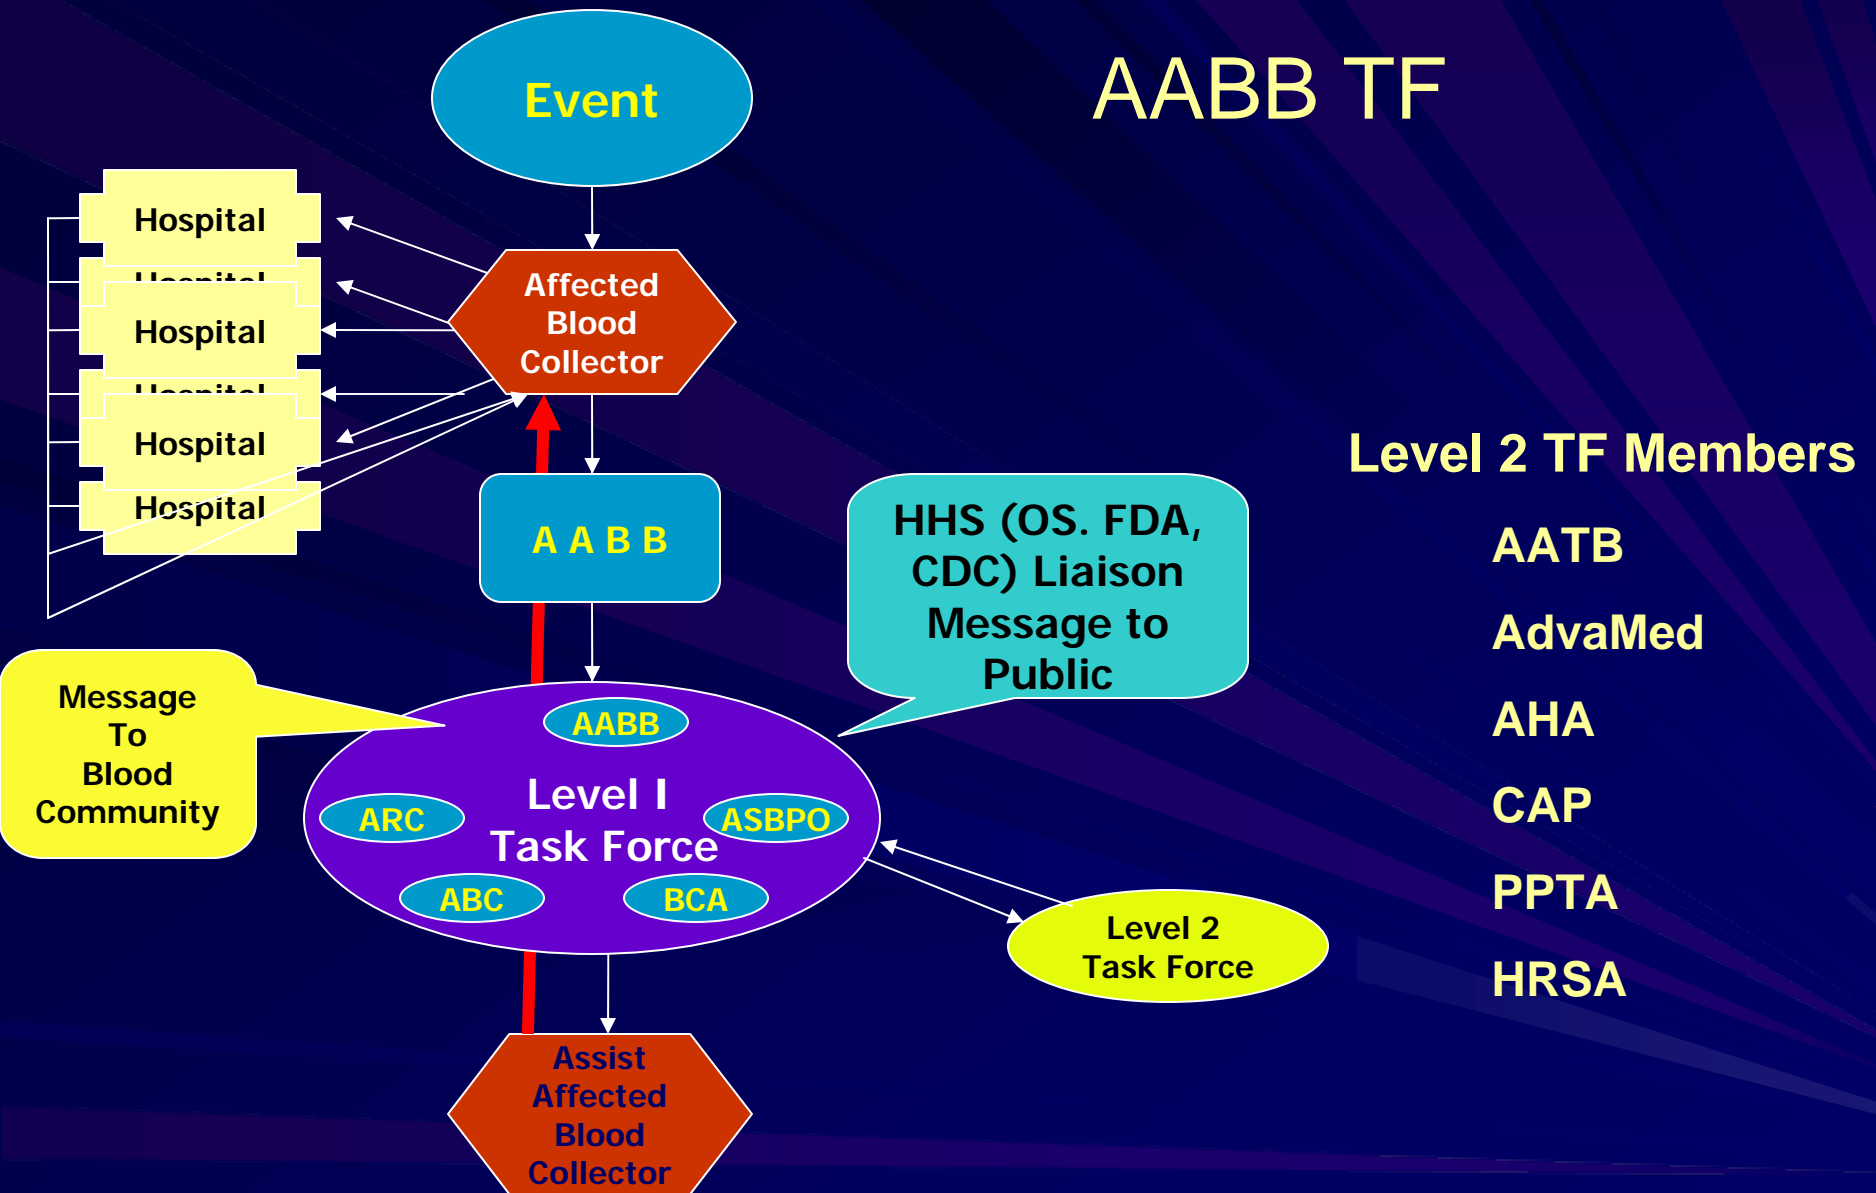 AABB TF
Event
Hospital
Hospital
Hospital
Hospital
Hospital
Hospital
Affected
Blood
Collector
A A B B
HHS (OS. FDA,
CDC) Liaison
Message to
Public
Message
To
Blood
Community
AABB
Level I
Task Force
ARC
ASBPO
ABC
BCA
Level 2
Task Force
Assist
Affected
Blood
Collector
Level 2 TF Members
AATB
AdvaMed
AHA
CAP
PPTA
HRSA